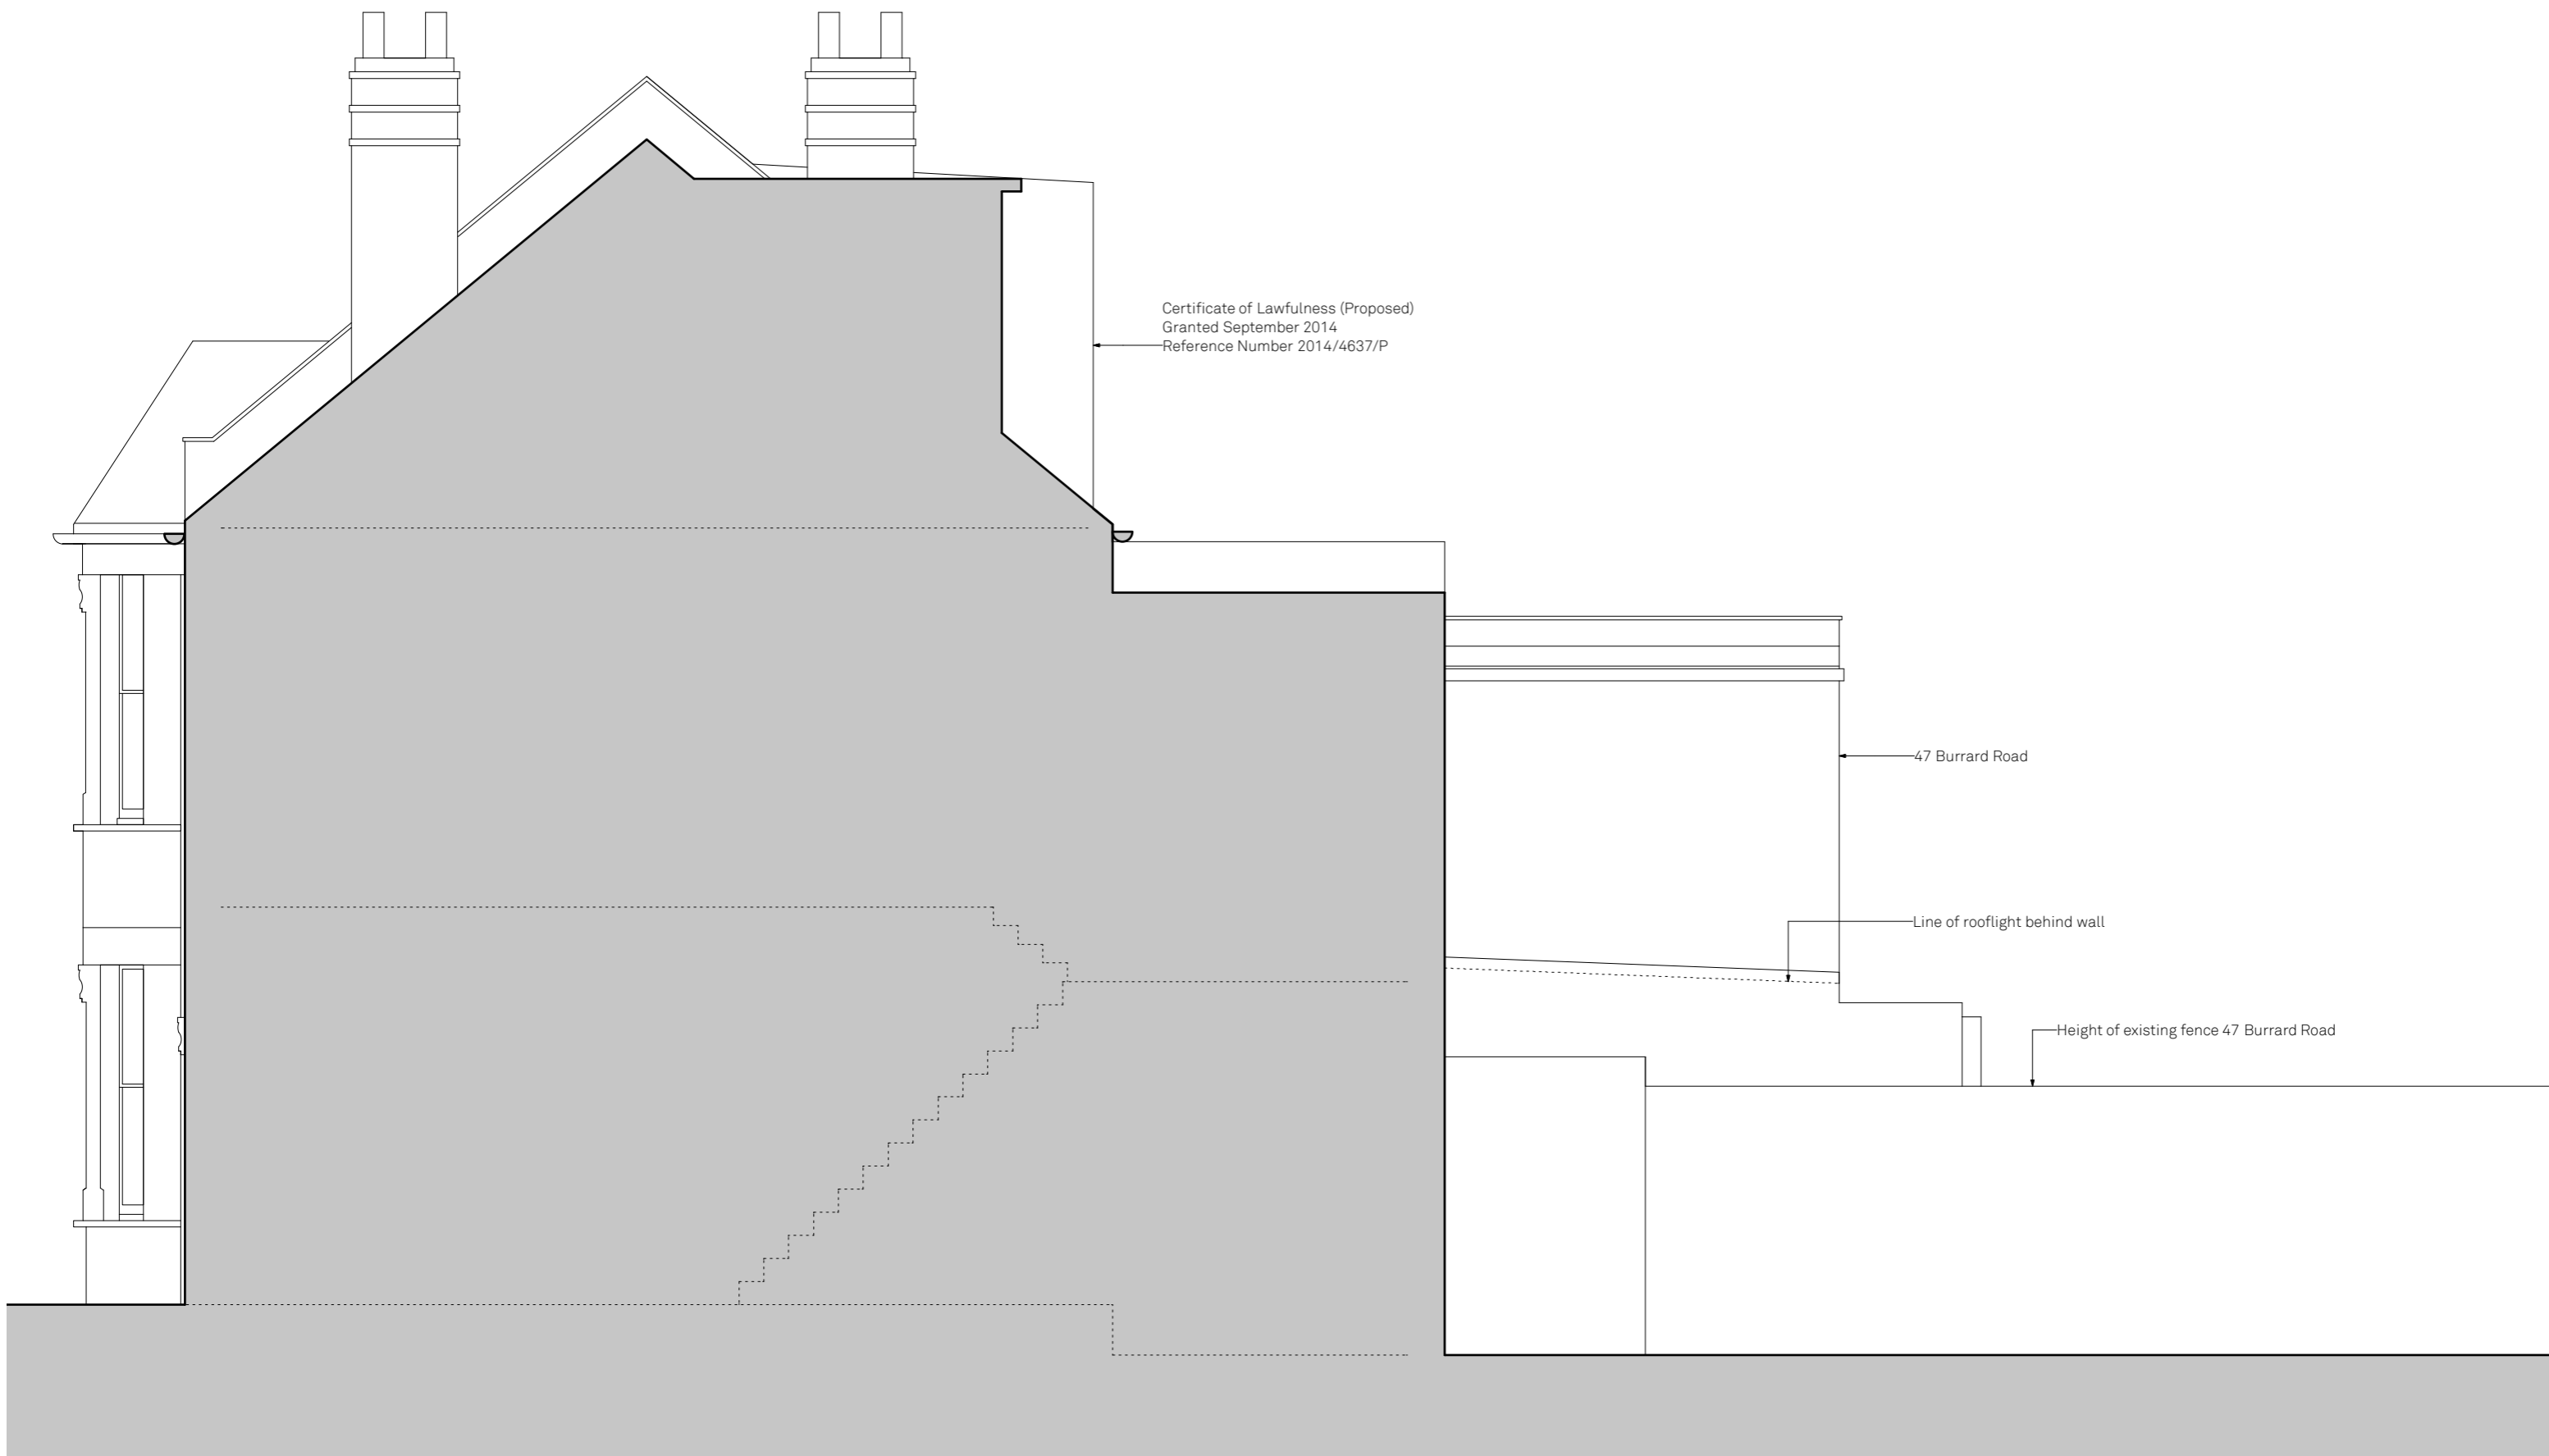 Certificate of Lawfulness (Proposed)
Granted September 2014
Reference Number 2014/4637/P
47 Burrard Road
Line of rooflight behind wall
Height of existing fence 47 Burrard Road